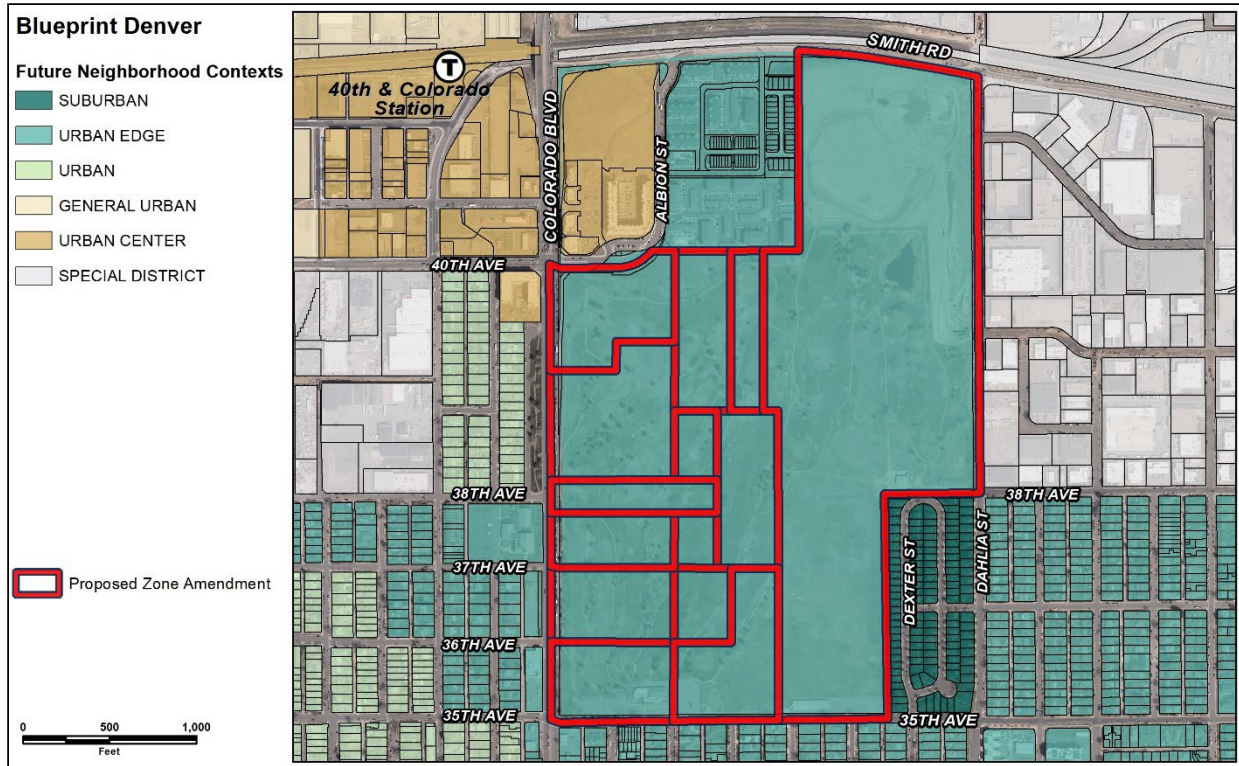 Blueprint Denver
Future Neighborhood Contexts
SUBURBAN
URBAN EDGE
URBAN
GENERAL URBAN
URBAN CENTER
SPECIAL DISTRICT
Proposed Zone Amendment
0 500 1,000
Feet
SMITH RD
T
40th & Colorado
Station
COLORADO BLVD
ALBION ST
40TH AVE
38TH AVE
38TH AVE
37TH AVE
DEXTER ST
DAHLIA ST
36TH AVE
35TH AVE
35TH AVE